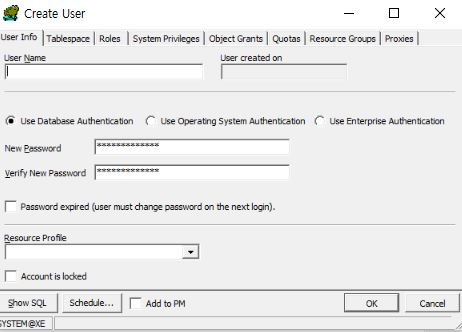 Create User
User Info Tablespace Roles System Privileges Object Grants Quotas Resource Groups Proxies
User Name User created on
Use Database Authentication Use Operating System Authentication Use Enterprise Authentication
New Password *************
Verify New Password *************
Password expired (user must change password on the next login).
Resource Profile
Account is locked
Show SQL Schedule... Add to PM OK Cancel
SYSTEM@XE